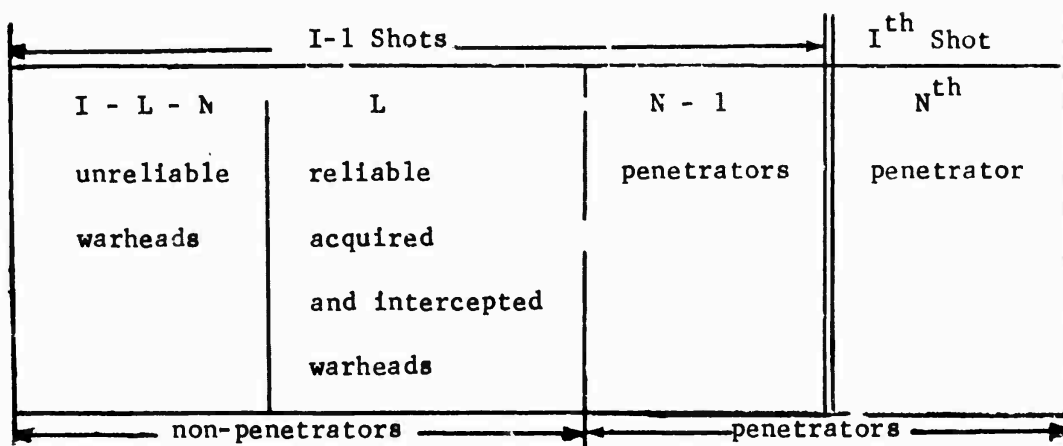 I-1 Shots
I^th Shot
I - L - N
L
N - 1
N^th
unreliable
reliable
penetrators
penetrator
warheads
acquired
and intercepted
warheads
non-penetrators
penetrators